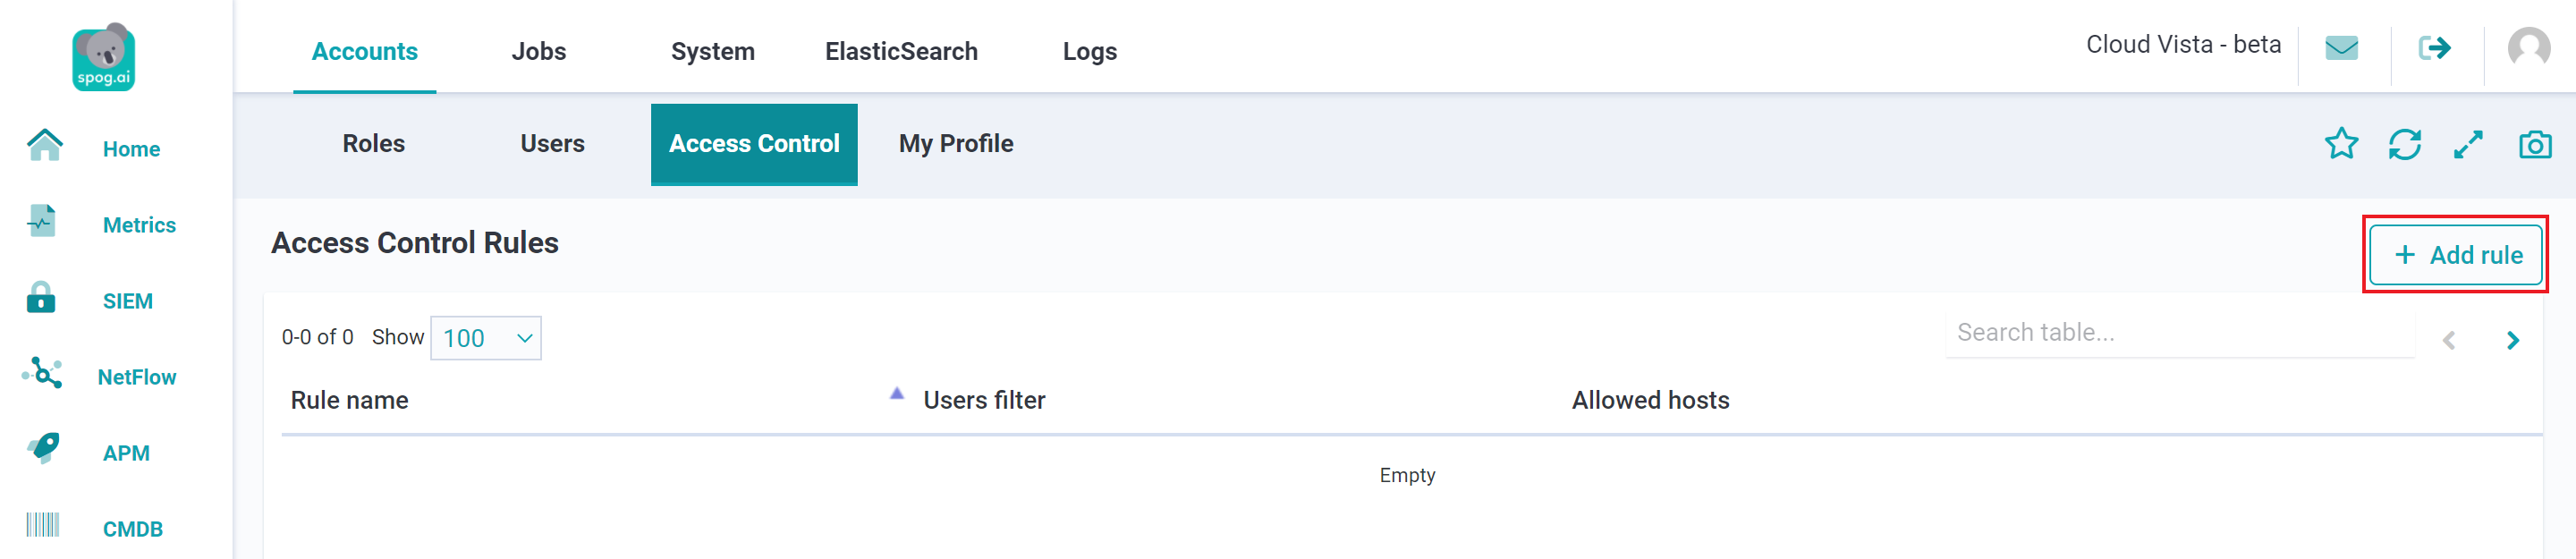 spog.ai
Accounts Jobs System ElasticSearch Logs Cloud Vista - beta
Roles Users Access Control My Profile
Home
Metrics
SIEM
NetFlow
APM
CMDB
Access Control Rules
+ Add rule
0-0 of 0 Show 100 Search table...
Rule name Users filter Allowed hosts
Empty